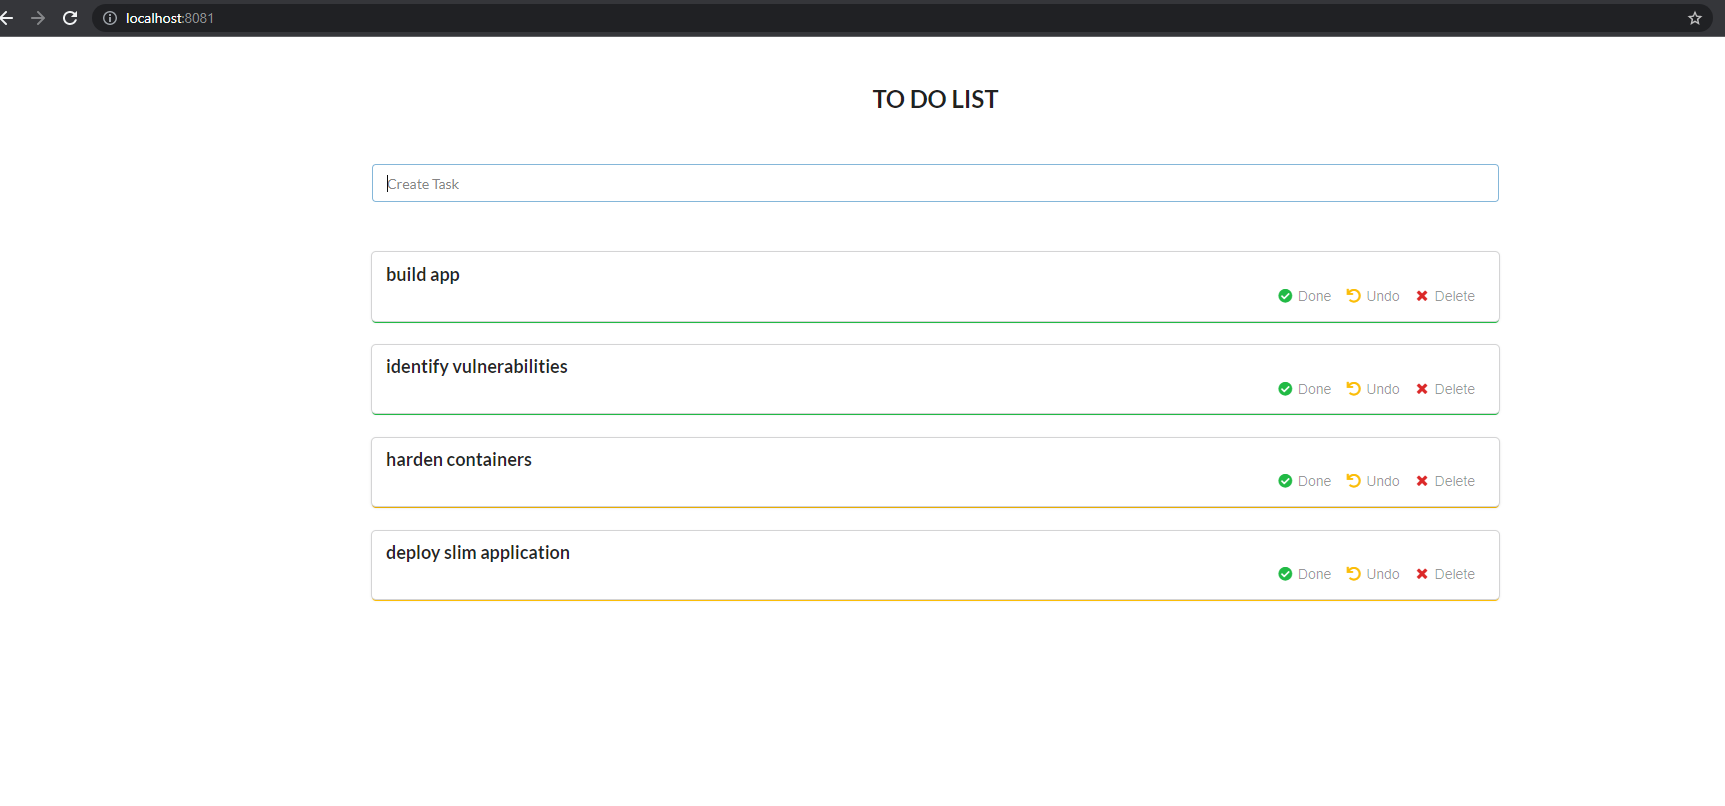 localhost:8081
TO DO LIST
Create Task
build app
Done Undo Delete
identify vulnerabilities
Done Undo Delete
harden containers
Done Undo Delete
deploy slim application
Done Undo Delete